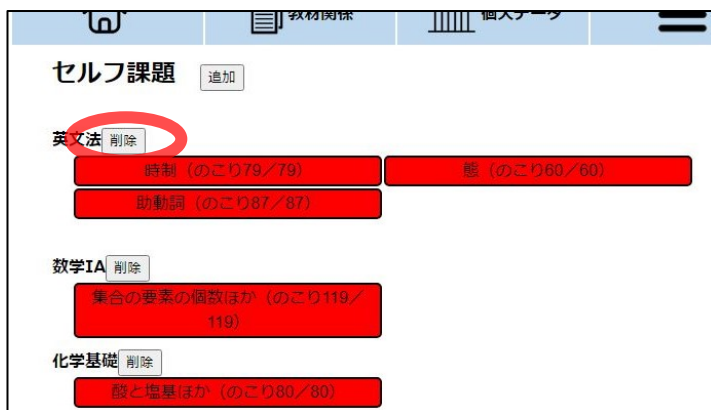 教材関係
個人データ
セルフ課題 追加
英文法 削除
時制（のこり79／79） 態（のこり60／60）
助動詞（のこり87／87）
数学IA 削除
集合の要素の個数ほか（のこり119／
119）
化学基礎 削除
酸と塩基ほか（のこり80／80）